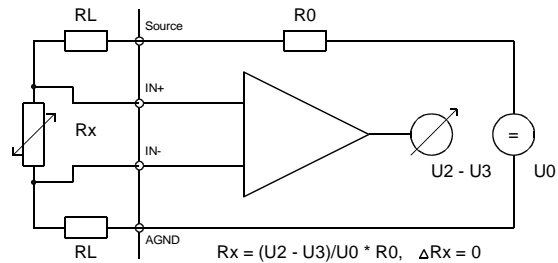 RL
Source
R0
IN+
Rx
IN-
=
U2 - U3
U0
RL
AGND
Rx = (U2 - U3)/U0 * R0, ΔRx = 0